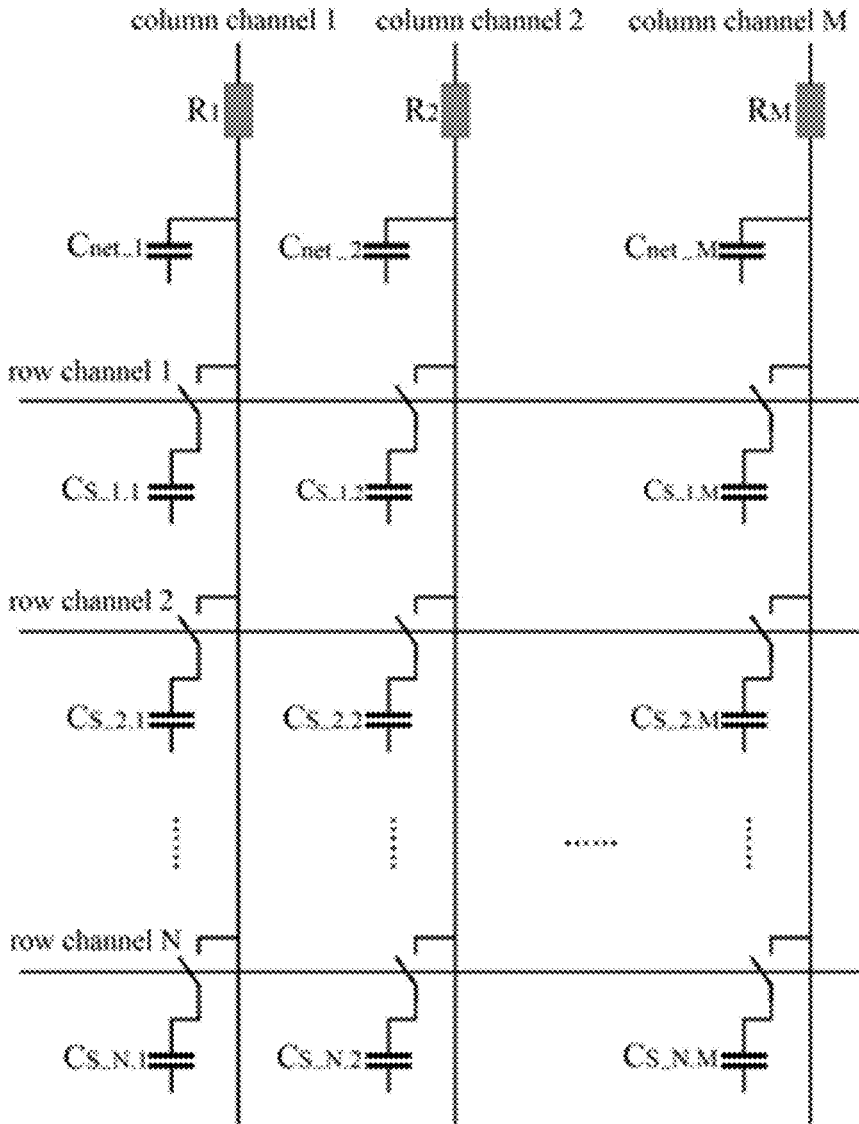 column channel 1 column channel 2 column channel M
R1 R2 RM
Cnet_1 Cnet_2 Cnet_M
row channel 1
CS_1.1 CS_1.2 CS_1.M
row channel 2
CS_2.1 CS_2.2 CS_2.M
row channel N
CS_N.1 CS_N.2 CS_N.M